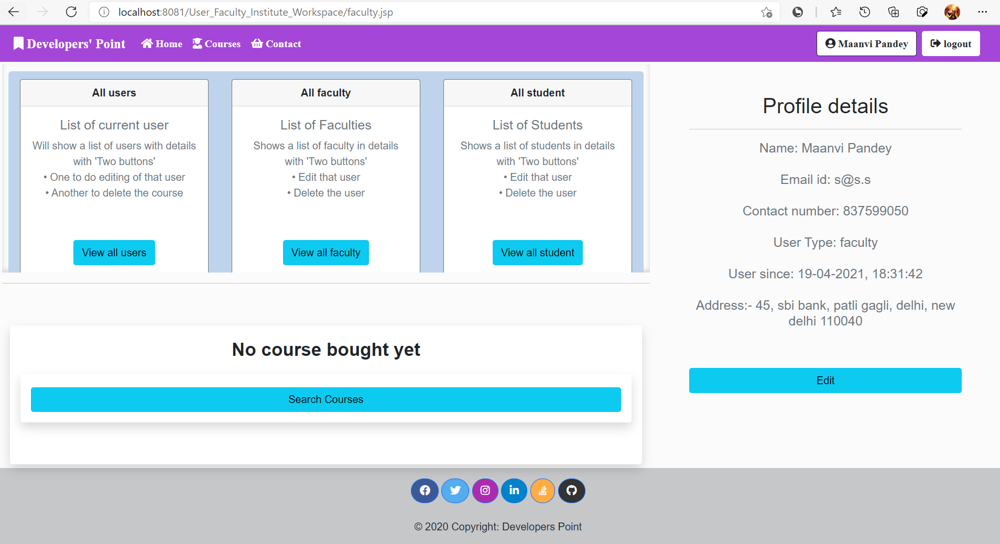 localhost:8081/User_Faculty_Institute_Workspace/faculty.jsp
Developers' Point
Home
Courses
Contact
Maanvi Pandey
logout
All users
List of current user
Will show a list of users with details
with 'Two buttons'
• One to do editing of that user
• Another to delete the course
View all users
All faculty
List of Faculties
Shows a list of faculty in details
with 'Two buttons'
• Edit that user
• Delete the user
View all faculty
All student
List of Students
Shows a list of students in details
with 'Two buttons'
• Edit that user
• Delete the user
View all student
Profile details
Name: Maanvi Pandey
Email id: s@s.s
Contact number: 837599050
User Type: faculty
User since: 19-04-2021, 18:31:42
Address:- 45, sbi bank, patli gagli, delhi, new
delhi 110040
Edit
No course bought yet
Search Courses
© 2020 Copyright: Developers Point